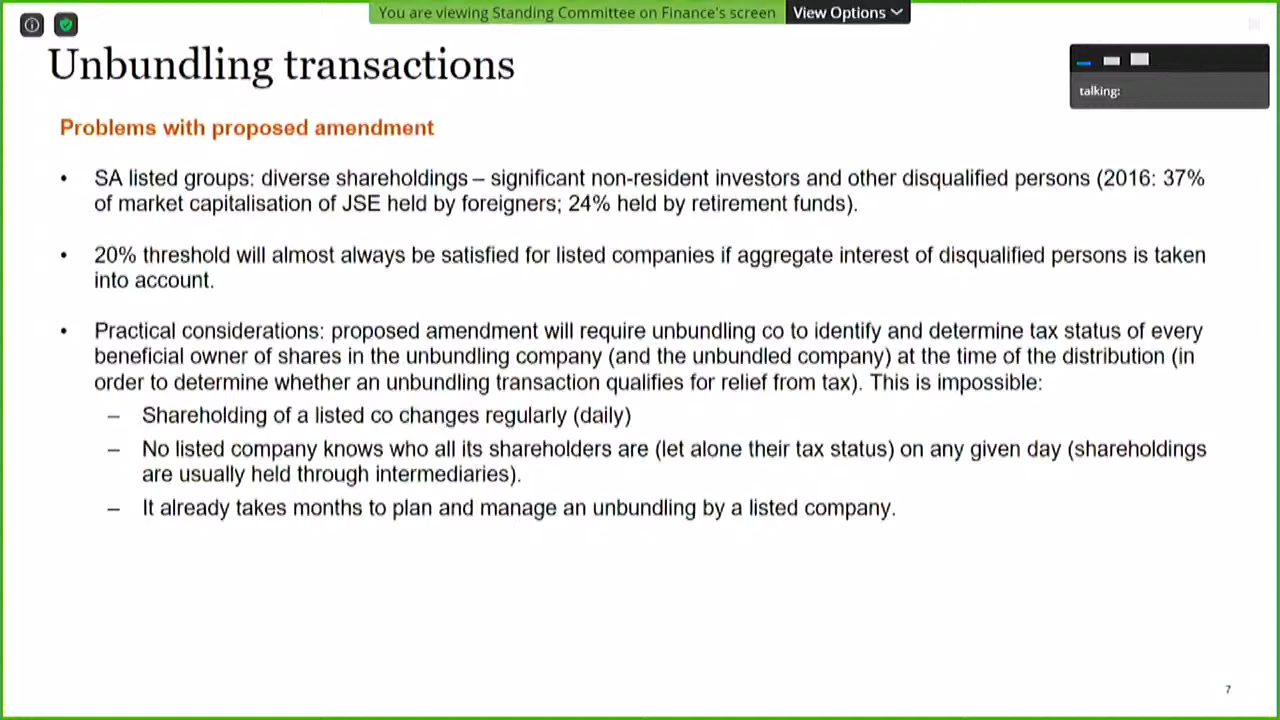 You are viewing Standing Committee on Finance's screen
View Options
Unbundling transactions
talking:
Problems with proposed amendment
• SA listed groups: diverse shareholdings – significant non-resident investors and other disqualified persons (2016: 37%
of market capitalisation of JSE held by foreigners; 24% held by retirement funds).
• 20% threshold will almost always be satisfied for listed companies if aggregate interest of disqualified persons is taken
into account.
• Practical considerations: proposed amendment will require unbundling co to identify and determine tax status of every
beneficial owner of shares in the unbundling company (and the unbundled company) at the time of the distribution (in
order to determine whether an unbundling transaction qualifies for relief from tax). This is impossible:
– Shareholding of a listed co changes regularly (daily)
– No listed company knows who all its shareholders are (let alone their tax status) on any given day (shareholdings
are usually held through intermediaries).
– It already takes months to plan and manage an unbundling by a listed company.
7